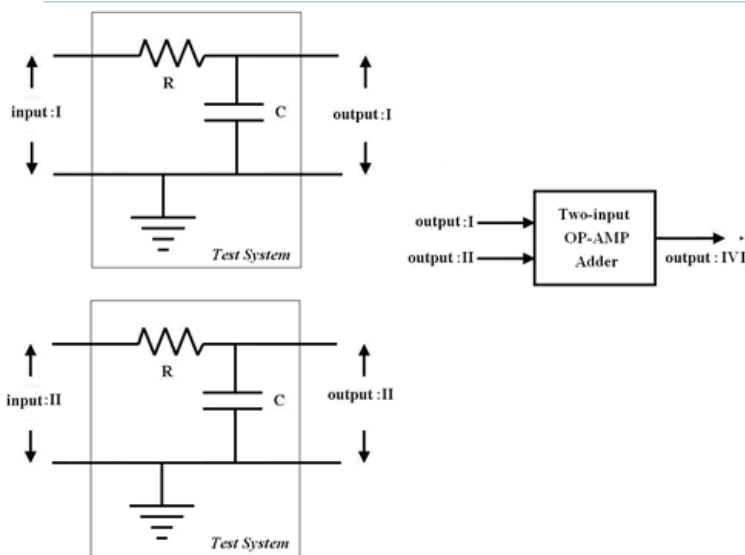 R
input :I
C
output :I
Test System
output :I
output :II
Two-input
OP-AMP
Adder
output : IVI
R
input:II
C
output :II
Test System